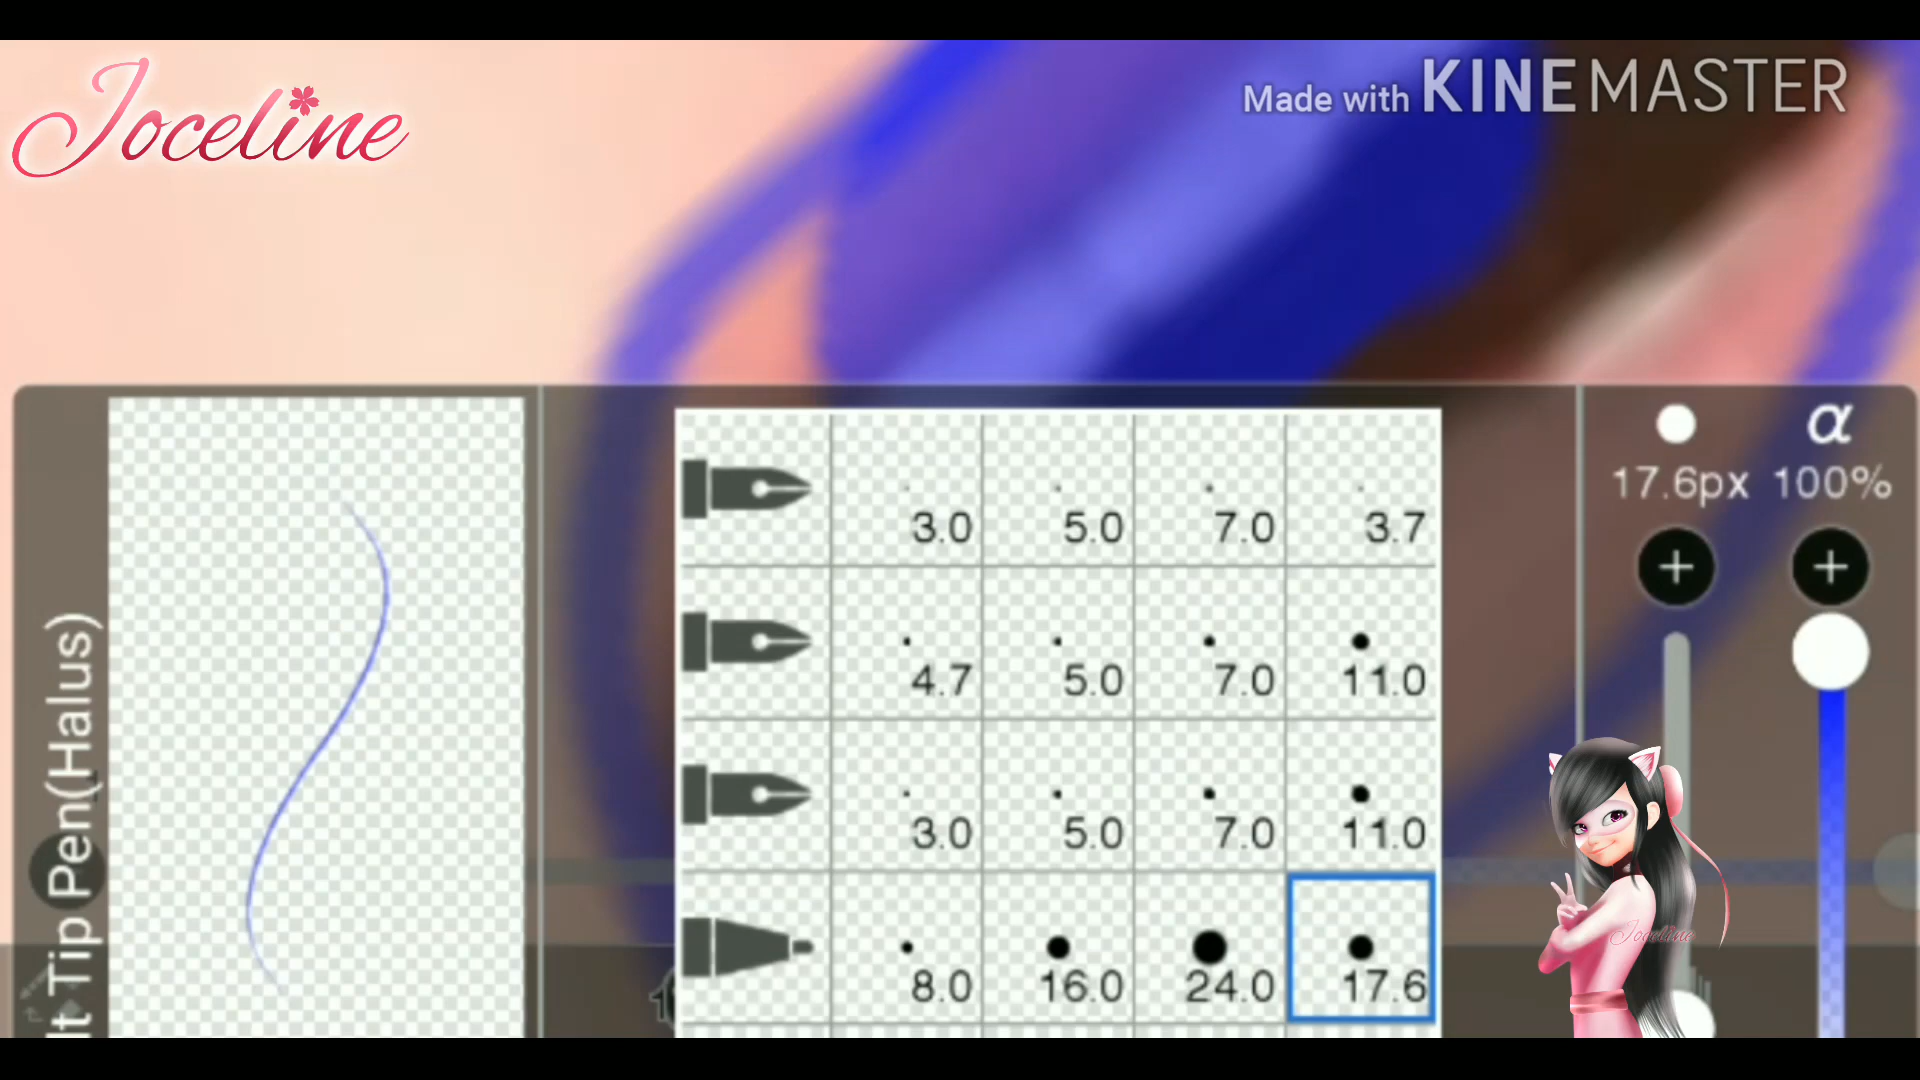 Joceline
Made with KINEMASTER
17.6px 100%
α
3.0 5.0 7.0 3.7
4.7 5.0 7.0 11.0
3.0 5.0 7.0 11.0
8.0 16.0 24.0 17.6
lt Tip Pen(Halus)
Joceline